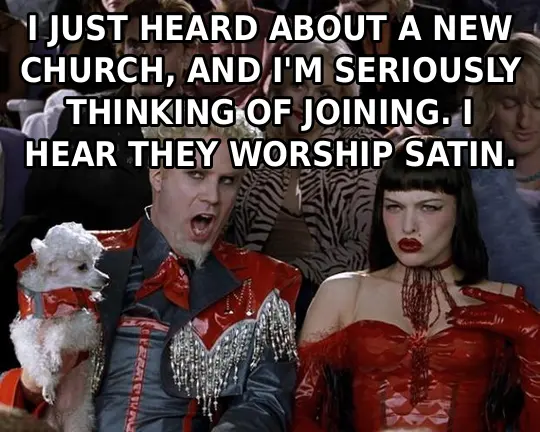 I JUST HEARD ABOUT A NEW
CHURCH, AND I'M SERIOUSLY
THINKING OF JOINING. I
HEAR THEY WORSHIP SATIN.